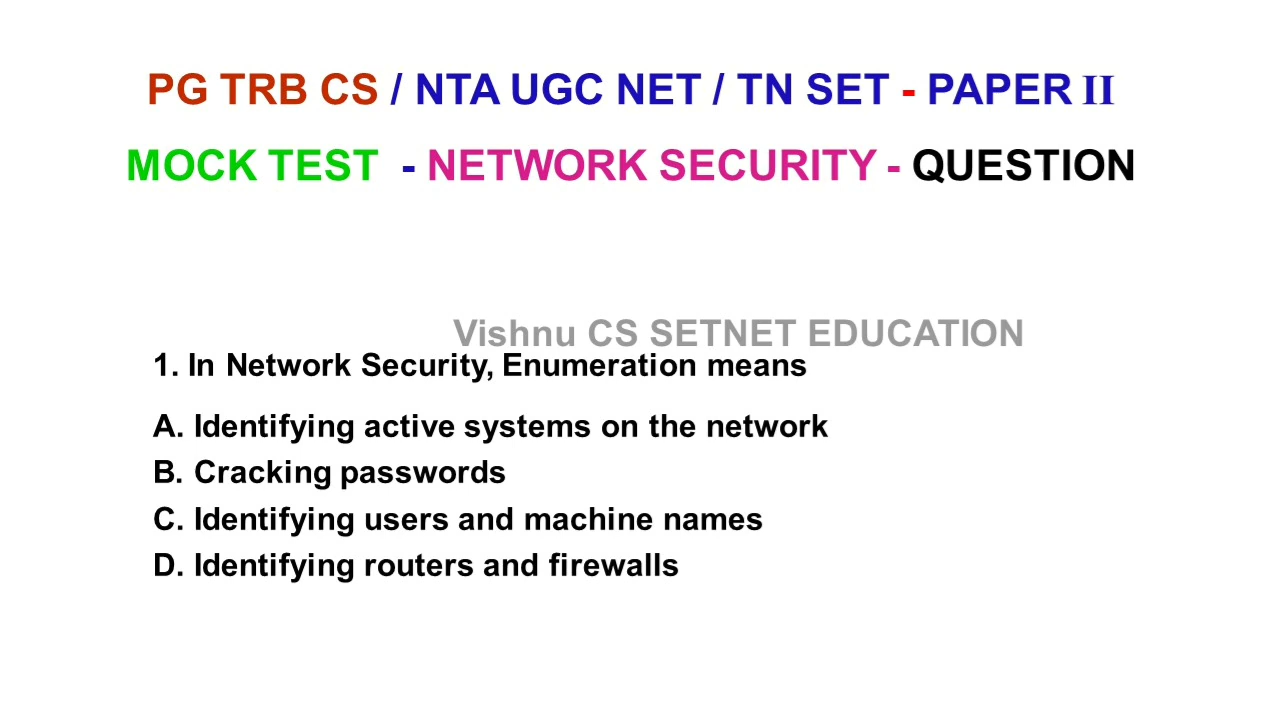 PG TRB CS / NTA UGC NET / TN SET - PAPER II
MOCK TEST - NETWORK SECURITY - QUESTION
Vishnu CS SETNET EDUCATION
1. In Network Security, Enumeration means
A. Identifying active systems on the network
B. Cracking passwords
C. Identifying users and machine names
D. Identifying routers and firewalls